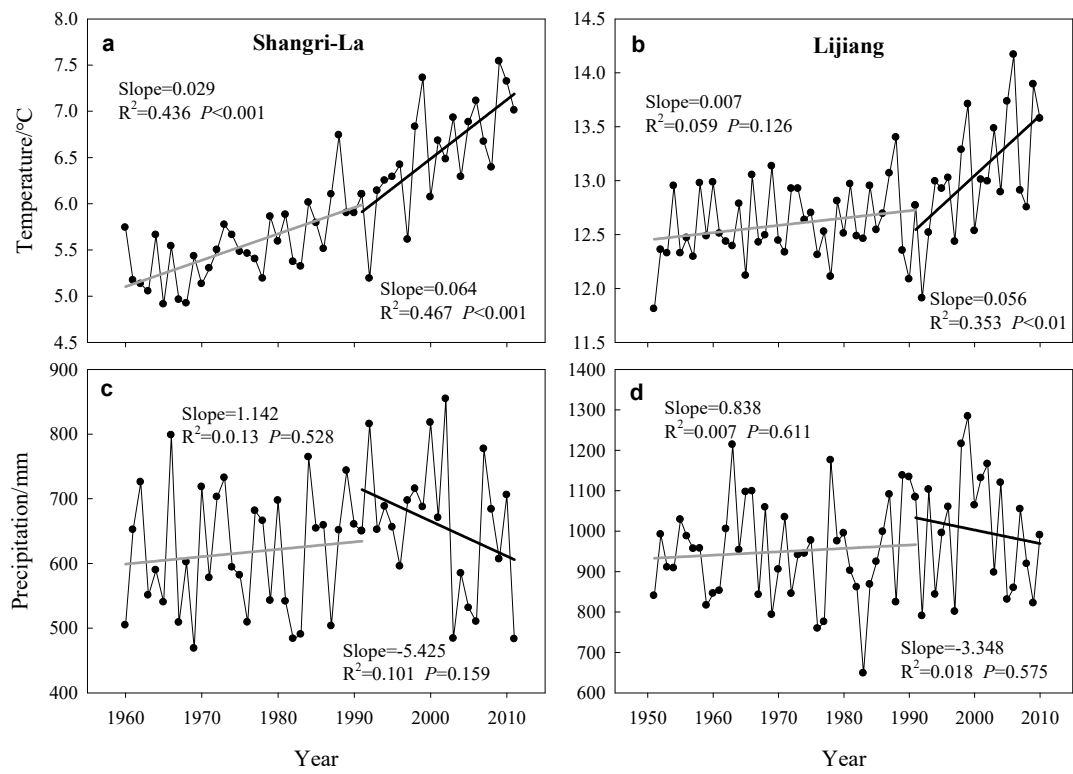 a
Shangri-La
Slope=0.029
R²=0.436 P<0.001
Slope=0.064
R²=0.467 P<0.001
Temperature/°C
8.0
7.5
7.0
6.5
6.0
5.5
5.0
4.5
b
Lijiang
Slope=0.007
R²=0.059 P=0.126
Slope=0.056
R²=0.353 P<0.01
14.5
14.0
13.5
13.0
12.5
12.0
11.5
c
Slope=1.142
R²=0.0.13 P=0.528
Slope=-5.425
R²=0.101 P=0.159
Precipitation/mm
900
800
700
600
500
400
1960 1970 1980 1990 2000 2010
Year
d
Slope=0.838
R²=0.007 P=0.611
Slope=-3.348
R²=0.018 P=0.575
1400
1300
1200
1100
1000
900
800
700
600
1950 1960 1970 1980 1990 2000 2010
Year